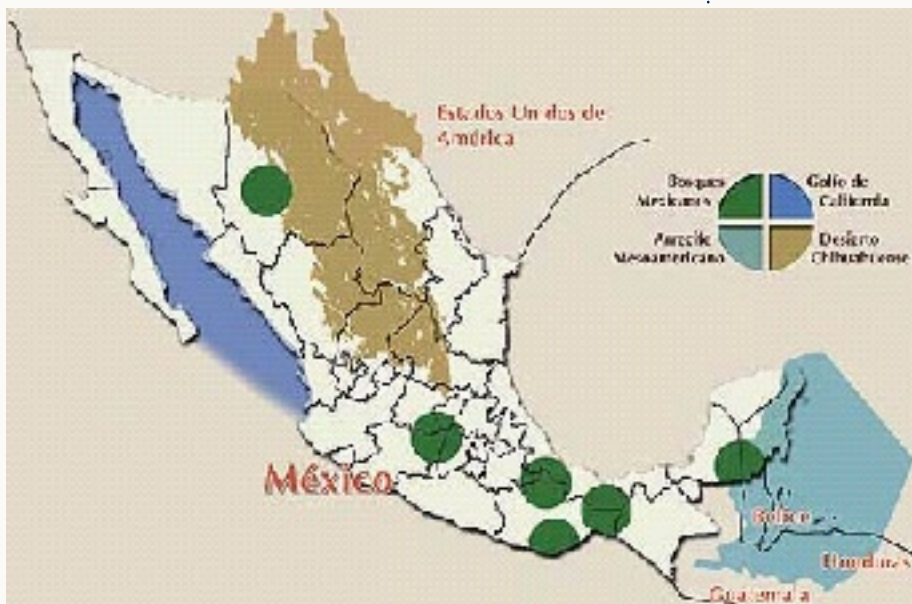 Estados Unidos de
América
Bosques
Mexicanos
Golfo de
California
Arrecife
Mesoamericano
Desierto
Chihuahuense
México
Belice
Honduras
Guatemala